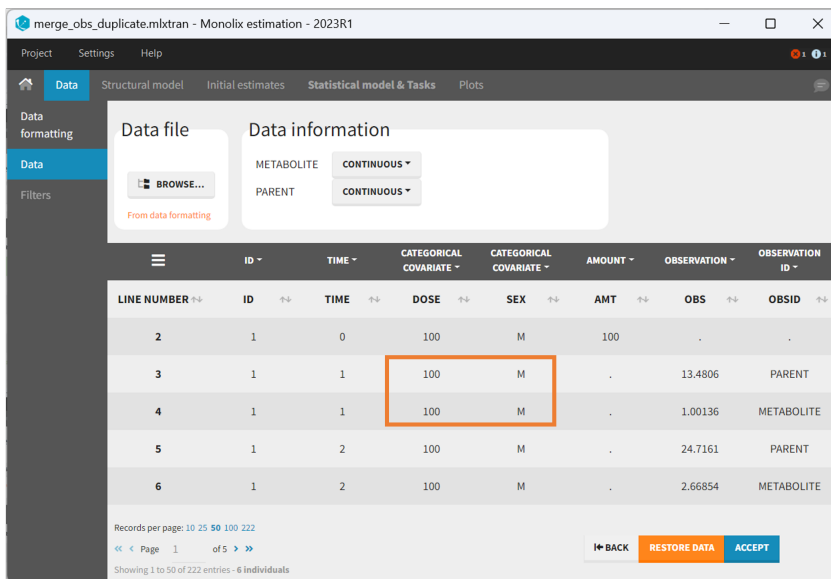 merge_obs_duplicate.mlxtran - Monolix estimation - 2023R1
Project Settings Help 1 1
Data Structural model Initial estimates Statistical model & Tasks Plots
Data
formatting
Data
Filters
Data file
BROWSE...
From data formatting
Data information
METABOLITE CONTINUOUS
PARENT CONTINUOUS
ID TIME CATEGORICAL COVARIATE CATEGORICAL COVARIATE AMOUNT OBSERVATION OBSERVATION ID
LINE NUMBER ID TIME DOSE SEX AMT OBS OBSID
2 1 0 100 M 100 . .
3 1 1 100 M . 13.4806 PARENT
4 1 1 100 M . 1.00136 METABOLITE
5 1 2 100 M . 24.7161 PARENT
6 1 2 100 M . 2.66854 METABOLITE
Records per page: 10 25 50 100 222
« < Page 1 of 5 > »
Showing 1 to 50 of 222 entries - 6 individuals
BACK RESTORE DATA ACCEPT